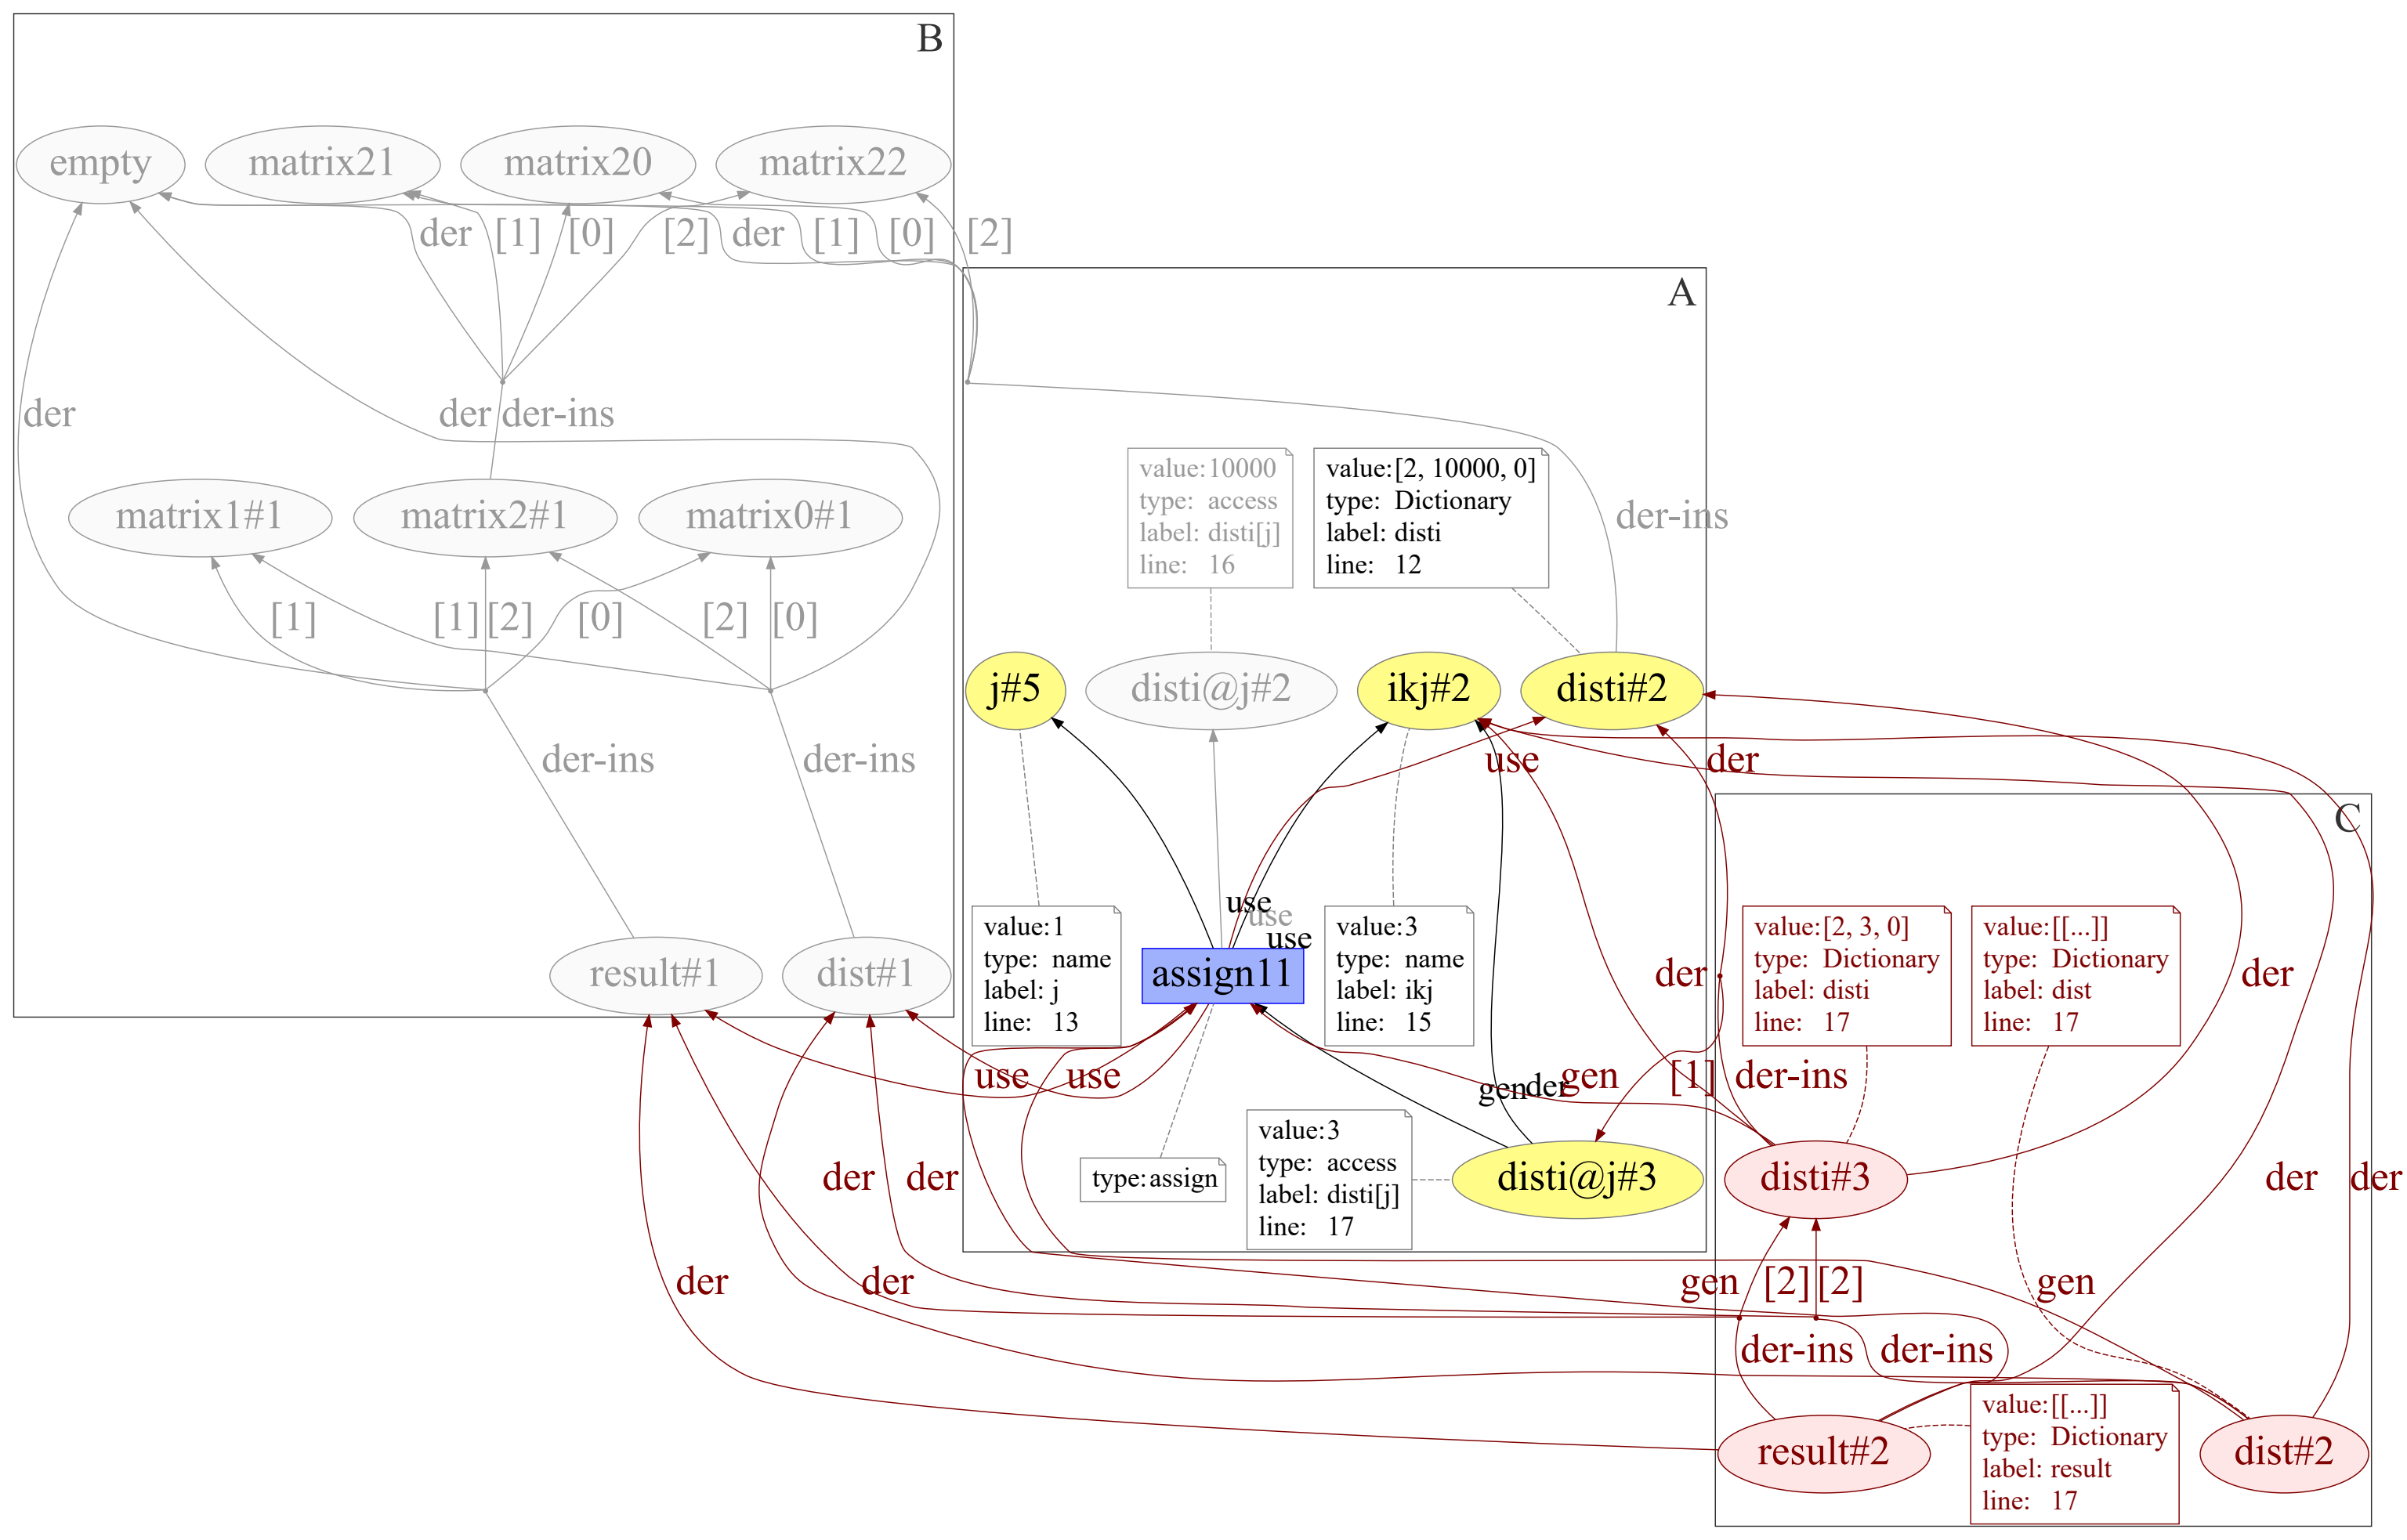 B
empty
matrix21
matrix20
matrix22
der
[1]
[0]
[2]
der
[1]
[0]
[2]
A
der
der
der-ins
value:10000
type: access
label: disti[j]
line: 16
value:[2, 10000, 0]
type: Dictionary
label: disti
line: 12
der-ins
matrix1#1
matrix2#1
matrix0#1
[1]
[1]
[2]
[0]
[2]
[0]
j#5
disti@j#2
ikj#2
disti#2
der-ins
der-ins
use
der
C
use
use
use
value:1
type: name
label: j
line: 13
value:3
type: name
label: ikj
line: 15
value:[2, 3, 0]
type: Dictionary
label: disti
line: 17
value:[[...]]
type: Dictionary
label: dist
line: 17
result#1
dist#1
assign11
der
der
use
use
gen
der
gen
[1]
der-ins
value:3
type: access
label: disti[j]
line: 17
der
der
type:assign
disti@j#3
disti#3
der
der
der
der
gen
[2]
[2]
gen
der-ins
der-ins
value:[[...]]
type: Dictionary
label: result
line: 17
result#2
dist#2